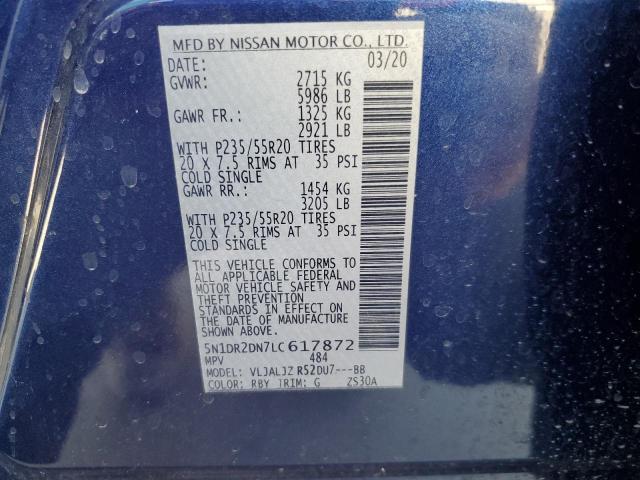 MFD BY NISSAN MOTOR CO., LTD.
DATE: 03/20
GVWR: 2715 KG
5986 LB
GAWR FR.: 1325 KG
2921 LB
WITH P235/55R20 TIRES
20 X 7.5 RIMS AT 35 PSI
COLD SINGLE
GAWR RR.: 1454 KG
3205 LB
WITH P235/55R20 TIRES
20 X 7.5 RIMS AT 35 PSI
COLD SINGLE
THIS VEHICLE CONFORMS TO
ALL APPLICABLE FEDERAL
MOTOR VEHICLE SAFETY AND
THEFT PREVENTION
STANDARDS IN EFFECT ON
THE DATE OF MANUFACTURE
SHOWN ABOVE.
5N1DR2DN7LC617872
MPV 484
MODEL: VLJALJZ R52DU7---BB
COLOR: RBY TRIM: G ZS30A